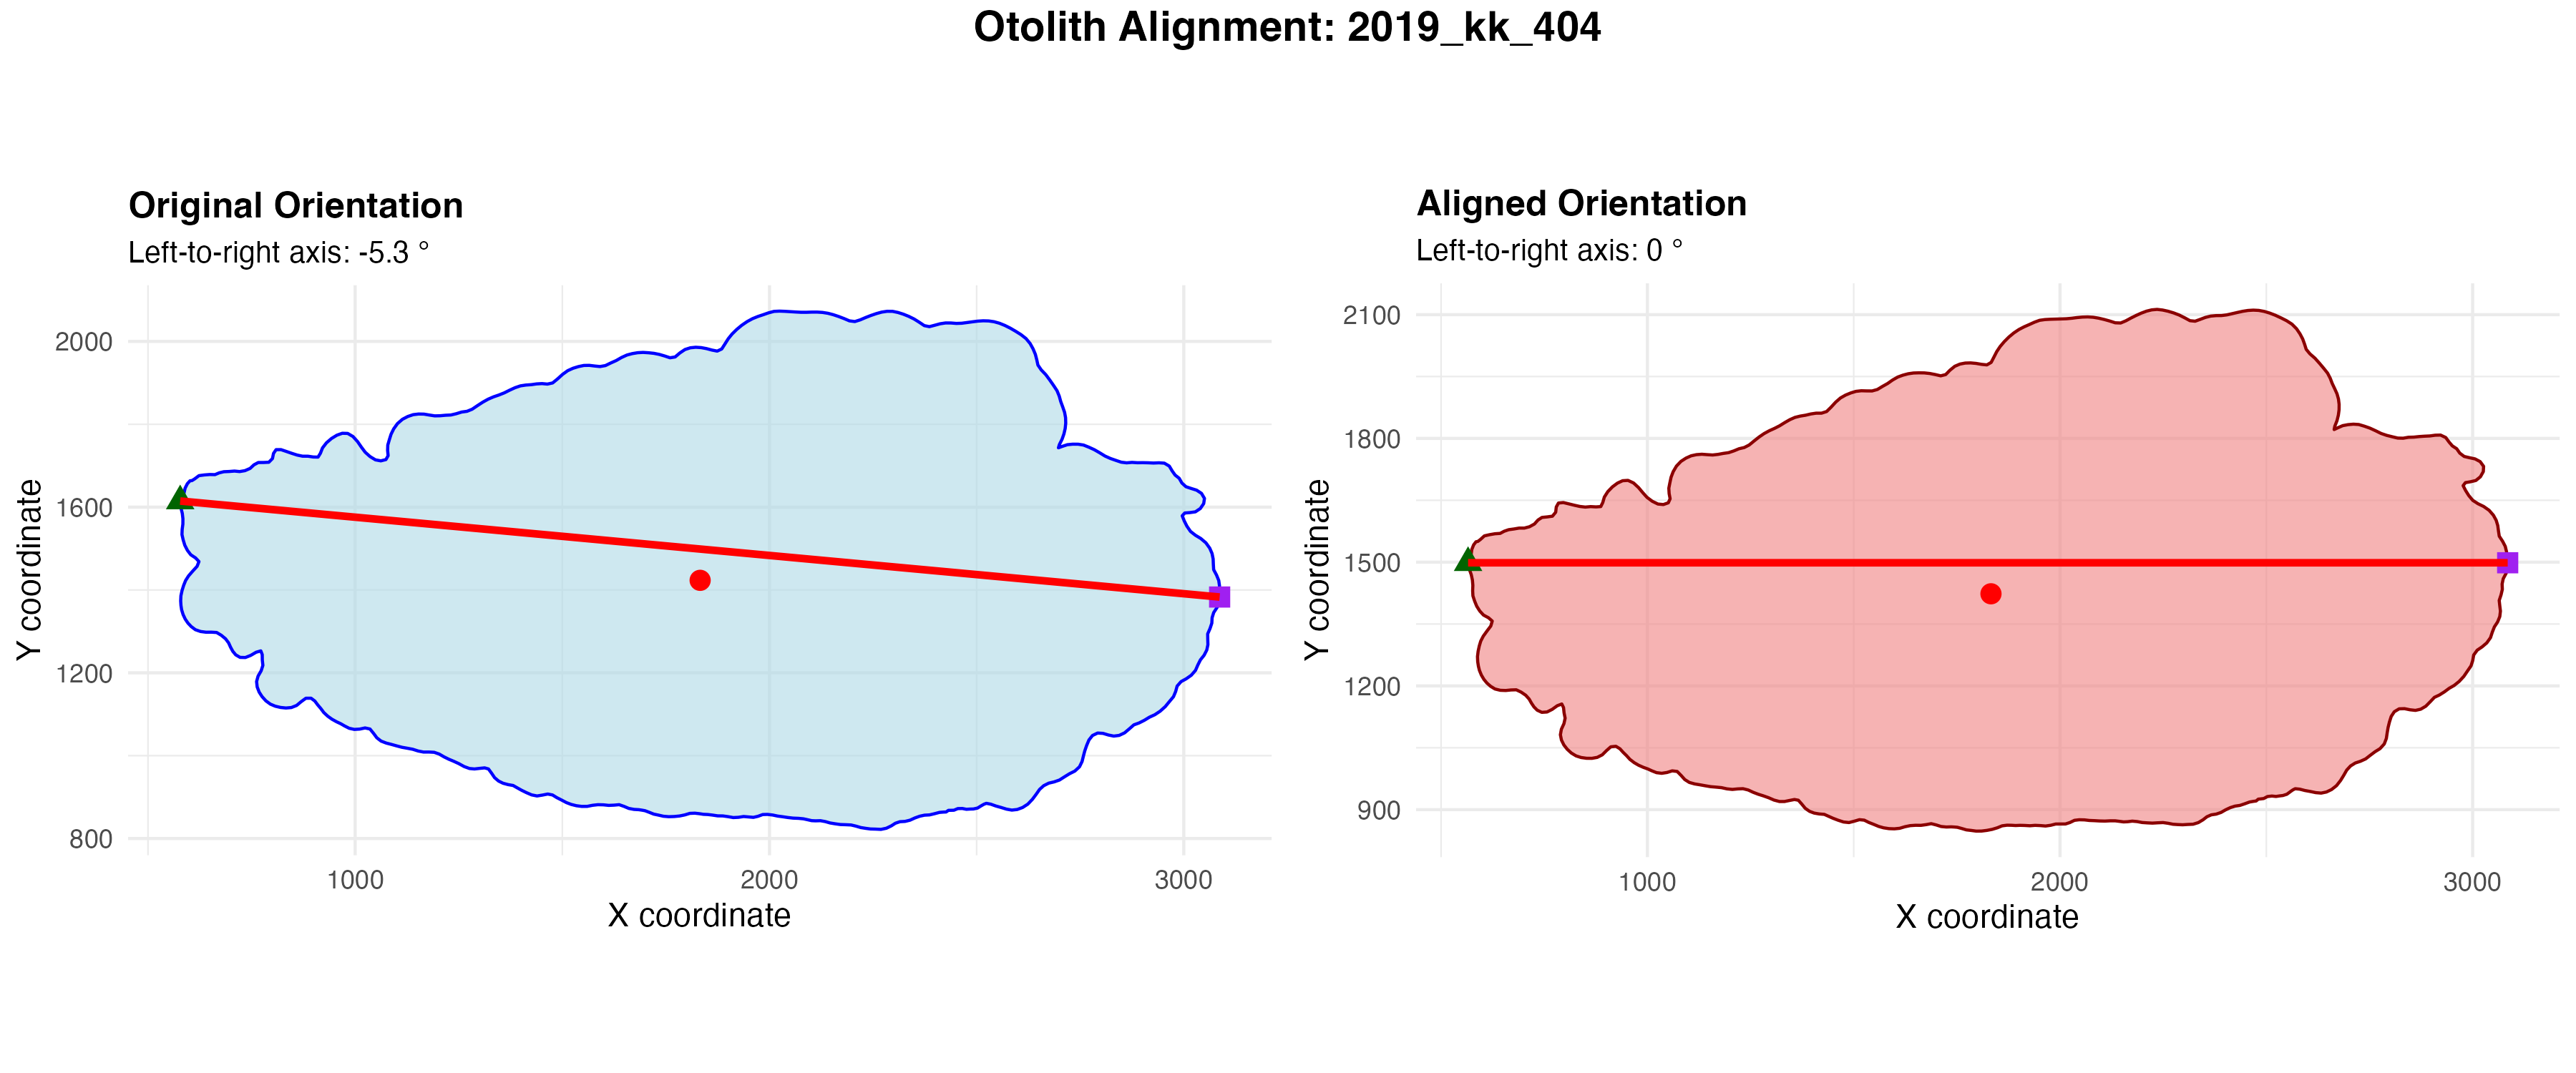 Otolith Alignment: 2019_kk_404
Original Orientation
Left-to-right axis: -5.3 °
Y coordinate
2000
1600
1200
800
1000
2000
3000
X coordinate
Aligned Orientation
Left-to-right axis: 0 °
Y coordinate
2100
1800
1500
1200
900
1000
2000
3000
X coordinate